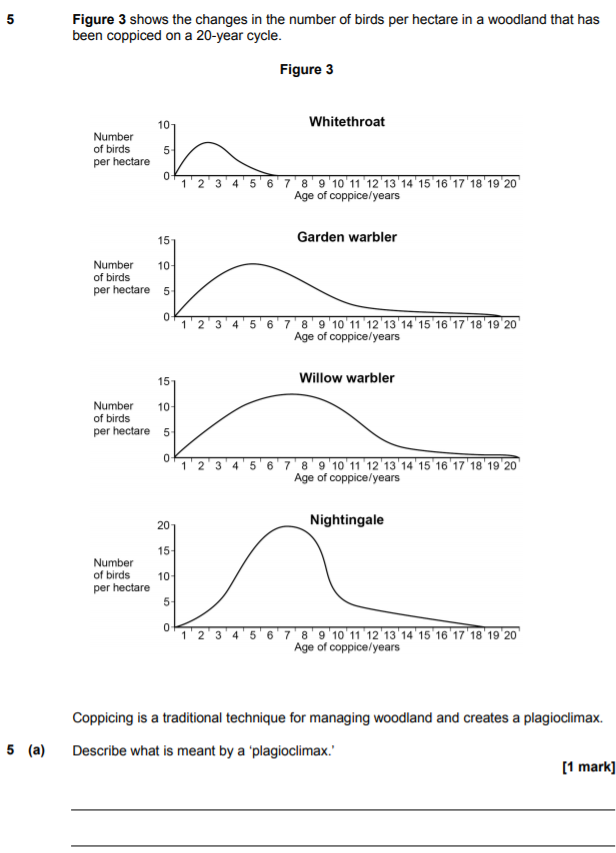 5 Figure 3 shows the changes in the number of birds per hectare in a woodland that has
been coppiced on a 20-year cycle.
Figure 3
Whitethroat
Number
of birds
per hectare
10
5
0
1 2 3 4 5 6 7 8 9 10 11 12 13 14 15 16 17 18 19 20
Age of coppice/years
Garden warbler
Number
of birds
per hectare
15
10
5
0
1 2 3 4 5 6 7 8 9 10 11 12 13 14 15 16 17 18 19 20
Age of coppice/years
Willow warbler
Number
of birds
per hectare
15
10
5
0
1 2 3 4 5 6 7 8 9 10 11 12 13 14 15 16 17 18 19 20
Age of coppice/years
Nightingale
Number
of birds
per hectare
20
15
10
5
0
1 2 3 4 5 6 7 8 9 10 11 12 13 14 15 16 17 18 19 20
Age of coppice/years
Coppicing is a traditional technique for managing woodland and creates a plagioclimax.
5 (a) Describe what is meant by a ‘plagioclimax.’
[1 mark]